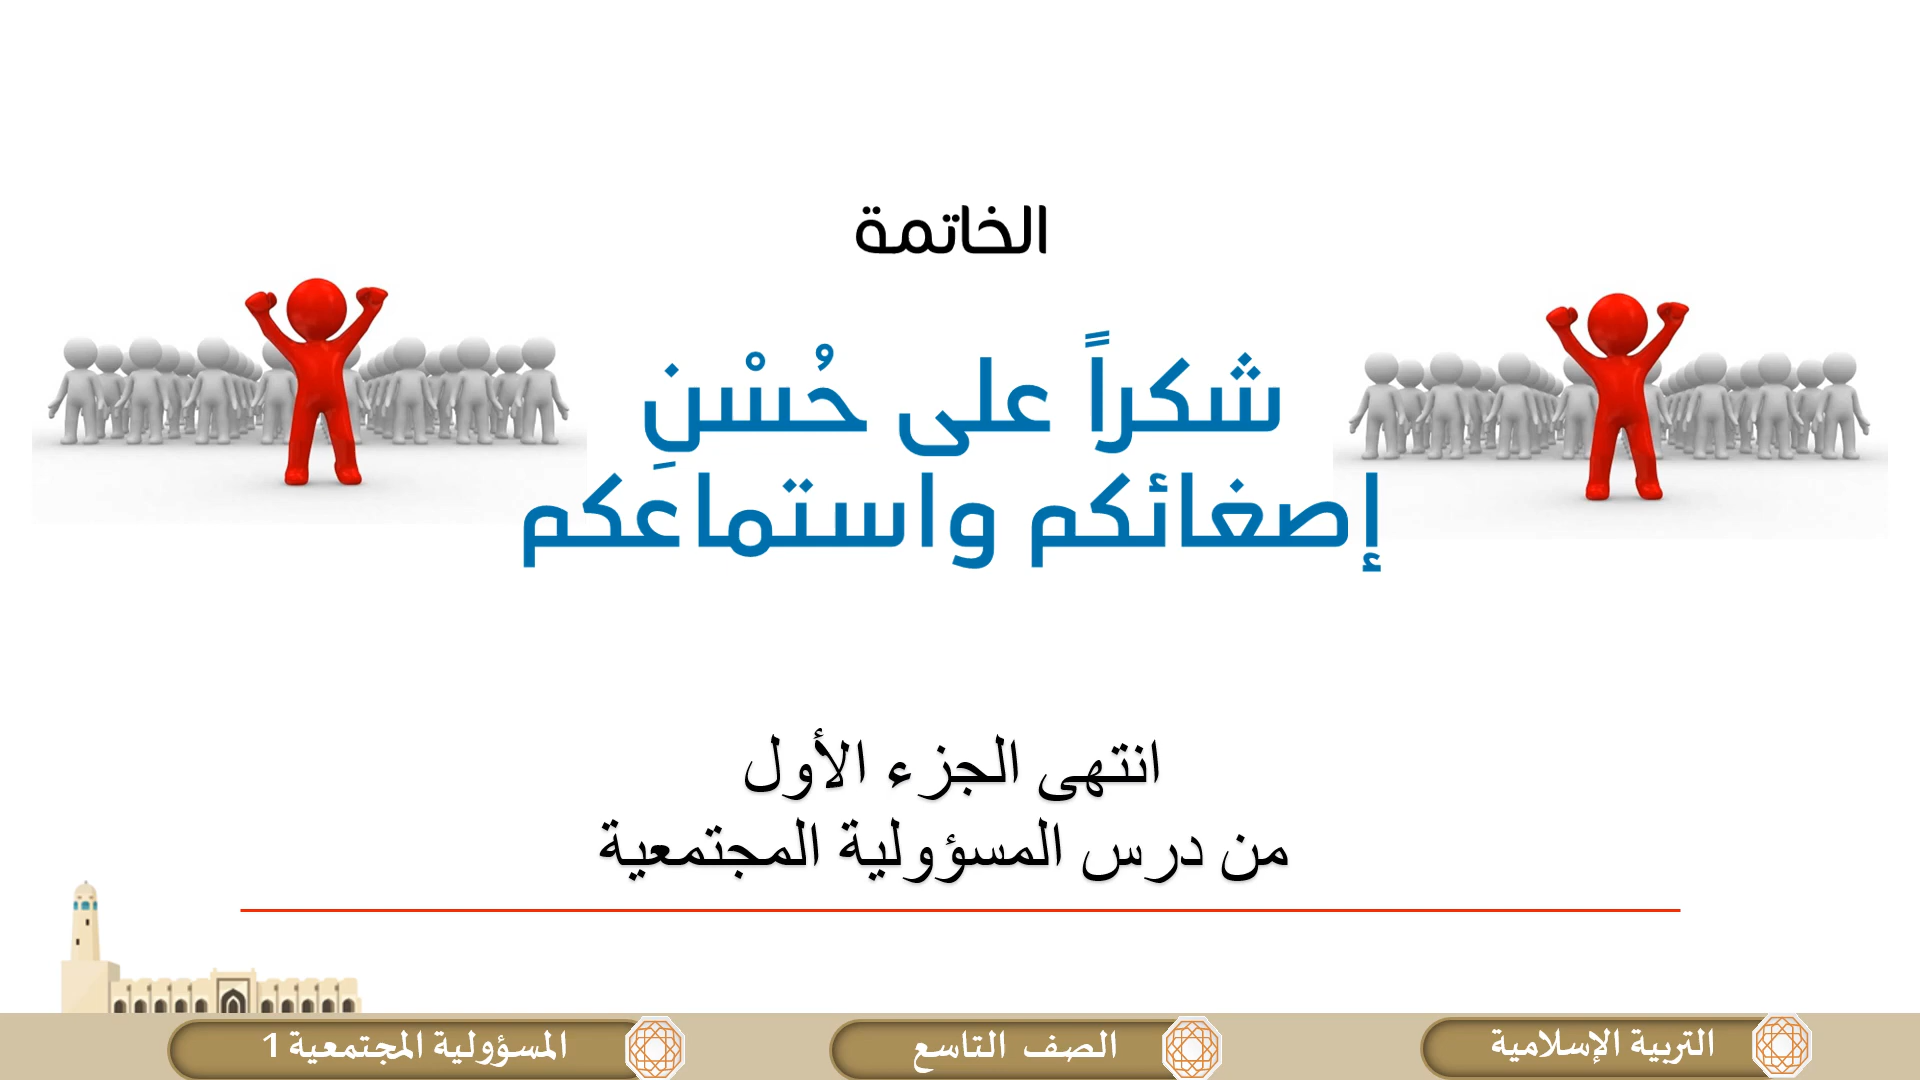 الخاتمة
شكراً على حُسْنِ
إصغائكم واستماعكم
انتهى الجزء الأول
من درس المسؤولية المجتمعية
التربية الإسلامية
الصف التاسع
المسؤولية المجتمعية 1